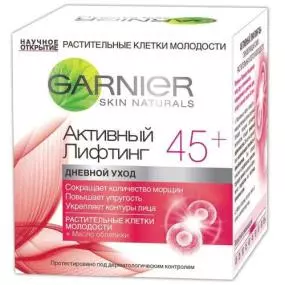 НАУЧНОЕ
ОТКРЫТИЕ
РАСТИТЕЛЬНЫЕ КЛЕТКИ МОЛОДОСТИ
GARNIER
SKIN NATURALS
Активный
Лифтинг
45+
ДНЕВНОЙ УХОД
Сокращает количество морщин
Повышает упругость
Укрепляет контуры лица
РАСТИТЕЛЬНЫЕ КЛЕТКИ
МОЛОДОСТИ
+ Масло облепихи
Протестировано под дерматологическим контролем